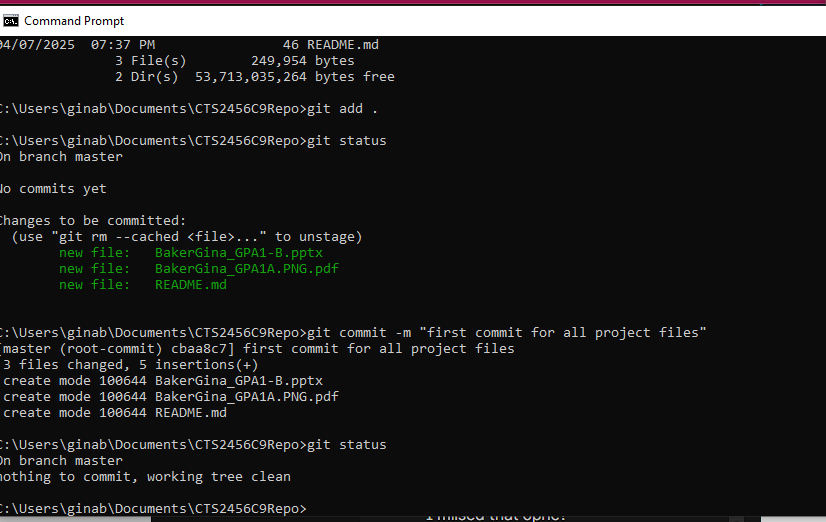 Command Prompt
04/07/2025  07:37 PM                46 README.md
3 File(s)        249,954 bytes
2 Dir(s)  53,713,035,264 bytes free
C:\Users\ginab\Documents\CTS2456C9Repo>git add .
C:\Users\ginab\Documents\CTS2456C9Repo>git status
On branch master
No commits yet
Changes to be committed:
(use "git rm --cached <file>..." to unstage)
new file:   BakerGina_GPA1-B.pptx
new file:   BakerGina_GPA1A.PNG.pdf
new file:   README.md
C:\Users\ginab\Documents\CTS2456C9Repo>git commit -m "first commit for all project files"
[master (root-commit) cbaa8c7] first commit for all project files
3 files changed, 5 insertions(+)
create mode 100644 BakerGina_GPA1-B.pptx
create mode 100644 BakerGina_GPA1A.PNG.pdf
create mode 100644 README.md
C:\Users\ginab\Documents\CTS2456C9Repo>git status
On branch master
nothing to commit, working tree clean
C:\Users\ginab\Documents\CTS2456C9Repo>
that